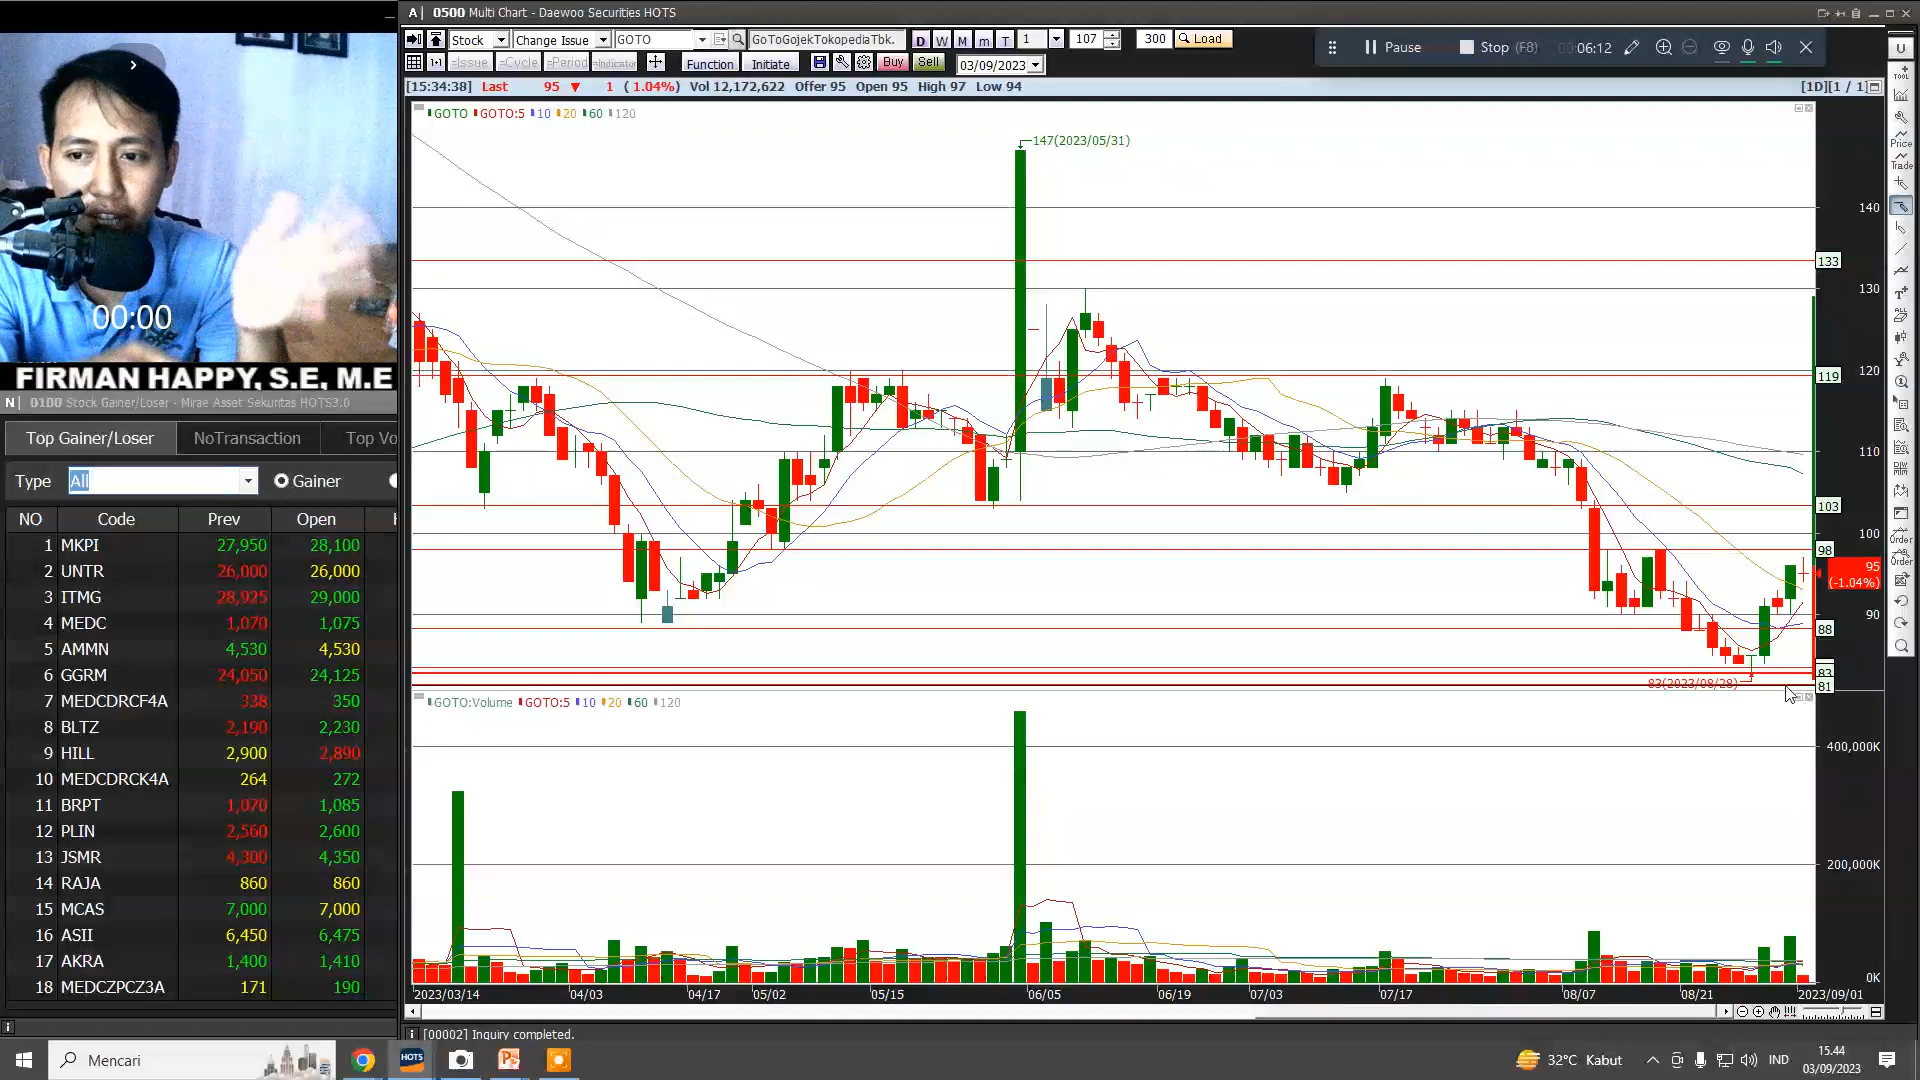 00:00
FIRMAN HAPPY, S.E, M.E
N 0100 Stock Gainer/Loser - Mirae Asset Sekuritas HOTS3.0
Top Gainer/Loser NoTransaction Top Vo
Type All Gainer
NO Code Prev Open
1 MKPI 27,950 28,100
2 UNTR 26,000 26,000
3 ITMG 28,925 29,000
4 MEDC 1,070 1,075
5 AMMN 4,530 4,530
6 GGRM 24,050 24,125
7 MEDCDRCF4A 338 350
8 BLTZ 2,190 2,230
9 HILL 2,900 2,890
10 MEDCDRCK4A 264 272
11 BRPT 1,070 1,085
12 PLIN 2,560 2,600
13 JSMR 4,300 4,350
14 RAJA 860 860
15 MCAS 7,000 7,000
16 ASII 6,450 6,475
17 AKRA 1,400 1,410
18 MEDCZPCZ3A 171 190
A 0500 Multi Chart - Daewoo Securities HOTS
Stock Change Issue GOTO GoToGojekTokopediaTbk. D W M m T 1 107 300 Load
=Issue =Cycle =Period =Indicator Function Initiate Buy Sell 03/09/2023
Pause Stop (F8) 00:06:12
[15:34:38] Last 95 ▼ 1 ( 1.04%) Vol 12,172,622 Offer 95 Open 95 High 97 Low 94 [1D][1 / 1]
GOTO GOTO:5 10 20 60 120
147(2023/05/31)
140
133
130
120
119
110
103
100
98
95
(-1.04%)
90
88
83
81
83(2023/08/28)
GOTO:Volume GOTO:5 10 20 60 120
400,000K
200,000K
0K
2023/03/14 04/03 04/17 05/02 05/15 06/05 06/19 07/03 07/17 08/07 08/21 2023/09/01
[00002] Inquiry completed.
U
TOOL
Price
Trade
Order
Order
Mencari
HOTS
32°C Kabut
IND
15.44
03/09/2023